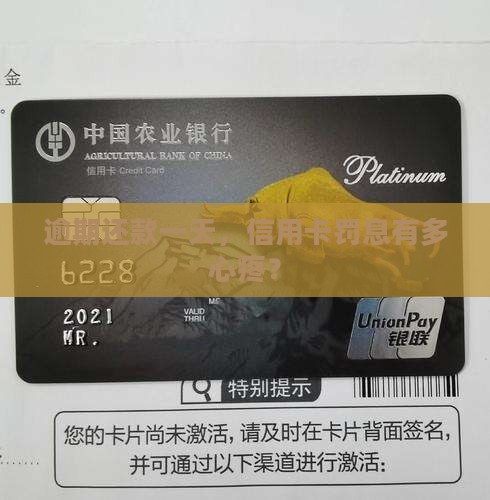 金
中国农业银行
AGRICULTURAL BANK OF CHINA
信用卡 Credit Card
Platinum
逾期还款一天，信用卡罚息有多
心疼？
6228
2021
VALID
THRU
MR.
UnionPay
银联
特别提示
您的卡片尚未激活，请及时在卡片背面签名，
并可通过以下渠道进行激活：